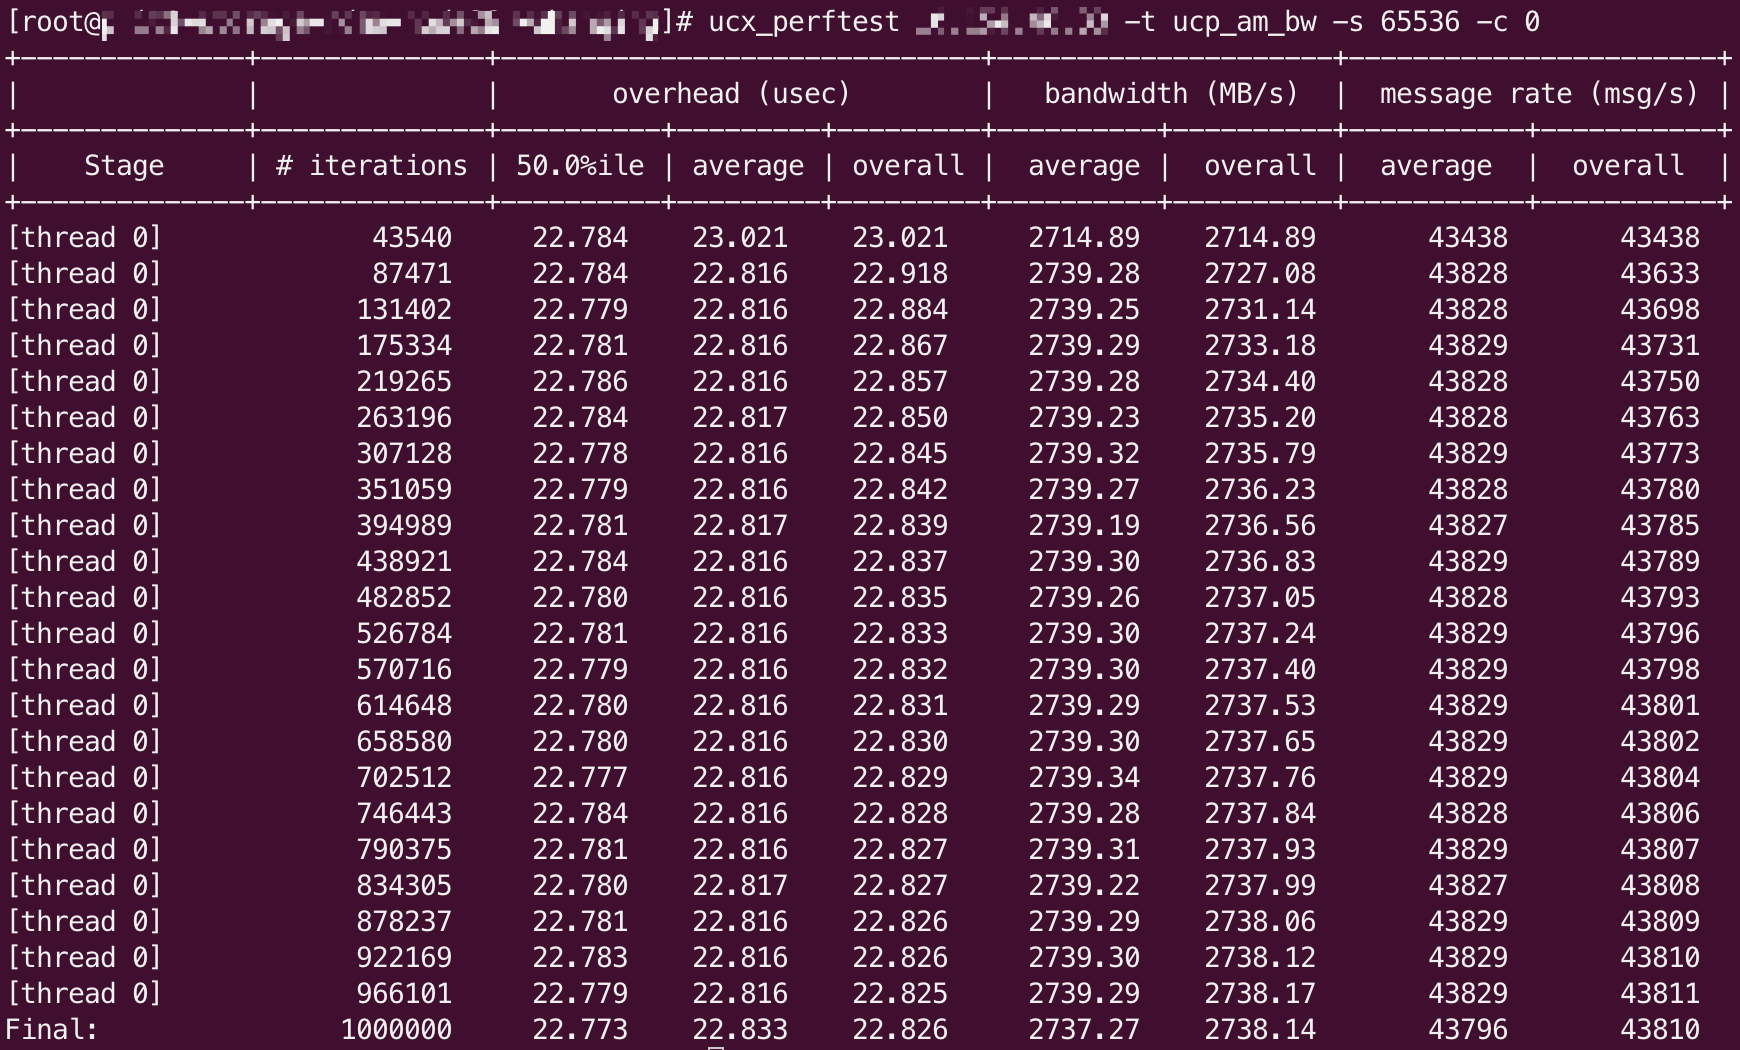 [root@ ]# ucx_perftest -t ucp_am_bw -s 65536 -c 0
+--------------+--------------+------------------------------+---------------------+-----------------------+
| | | overhead (usec) | bandwidth (MB/s) | message rate (msg/s) |
+--------------+--------------+----------+---------+---------+----------+----------+-----------+-----------+
| Stage | # iterations | 50.0%ile | average | overall | average | overall | average | overall |
+--------------+--------------+----------+---------+---------+----------+----------+-----------+-----------+
[thread 0] 43540 22.784 23.021 23.021 2714.89 2714.89 43438 43438
[thread 0] 87471 22.784 22.816 22.918 2739.28 2727.08 43828 43633
[thread 0] 131402 22.779 22.816 22.884 2739.25 2731.14 43828 43698
[thread 0] 175334 22.781 22.816 22.867 2739.29 2733.18 43829 43731
[thread 0] 219265 22.786 22.816 22.857 2739.28 2734.40 43828 43750
[thread 0] 263196 22.784 22.817 22.850 2739.23 2735.20 43828 43763
[thread 0] 307128 22.778 22.816 22.845 2739.32 2735.79 43829 43773
[thread 0] 351059 22.779 22.816 22.842 2739.27 2736.23 43828 43780
[thread 0] 394989 22.781 22.817 22.839 2739.19 2736.56 43827 43785
[thread 0] 438921 22.784 22.816 22.837 2739.30 2736.83 43829 43789
[thread 0] 482852 22.780 22.816 22.835 2739.26 2737.05 43828 43793
[thread 0] 526784 22.781 22.816 22.833 2739.30 2737.24 43829 43796
[thread 0] 570716 22.779 22.816 22.832 2739.30 2737.40 43829 43798
[thread 0] 614648 22.780 22.816 22.831 2739.29 2737.53 43829 43801
[thread 0] 658580 22.780 22.816 22.830 2739.30 2737.65 43829 43802
[thread 0] 702512 22.777 22.816 22.829 2739.34 2737.76 43829 43804
[thread 0] 746443 22.784 22.816 22.828 2739.28 2737.84 43828 43806
[thread 0] 790375 22.781 22.816 22.827 2739.31 2737.93 43829 43807
[thread 0] 834305 22.780 22.817 22.827 2739.22 2737.99 43827 43808
[thread 0] 878237 22.781 22.816 22.826 2739.29 2738.06 43829 43809
[thread 0] 922169 22.783 22.816 22.826 2739.30 2738.12 43829 43810
[thread 0] 966101 22.779 22.816 22.825 2739.29 2738.17 43829 43811
Final: 1000000 22.773 22.833 22.826 2737.27 2738.14 43796 43810